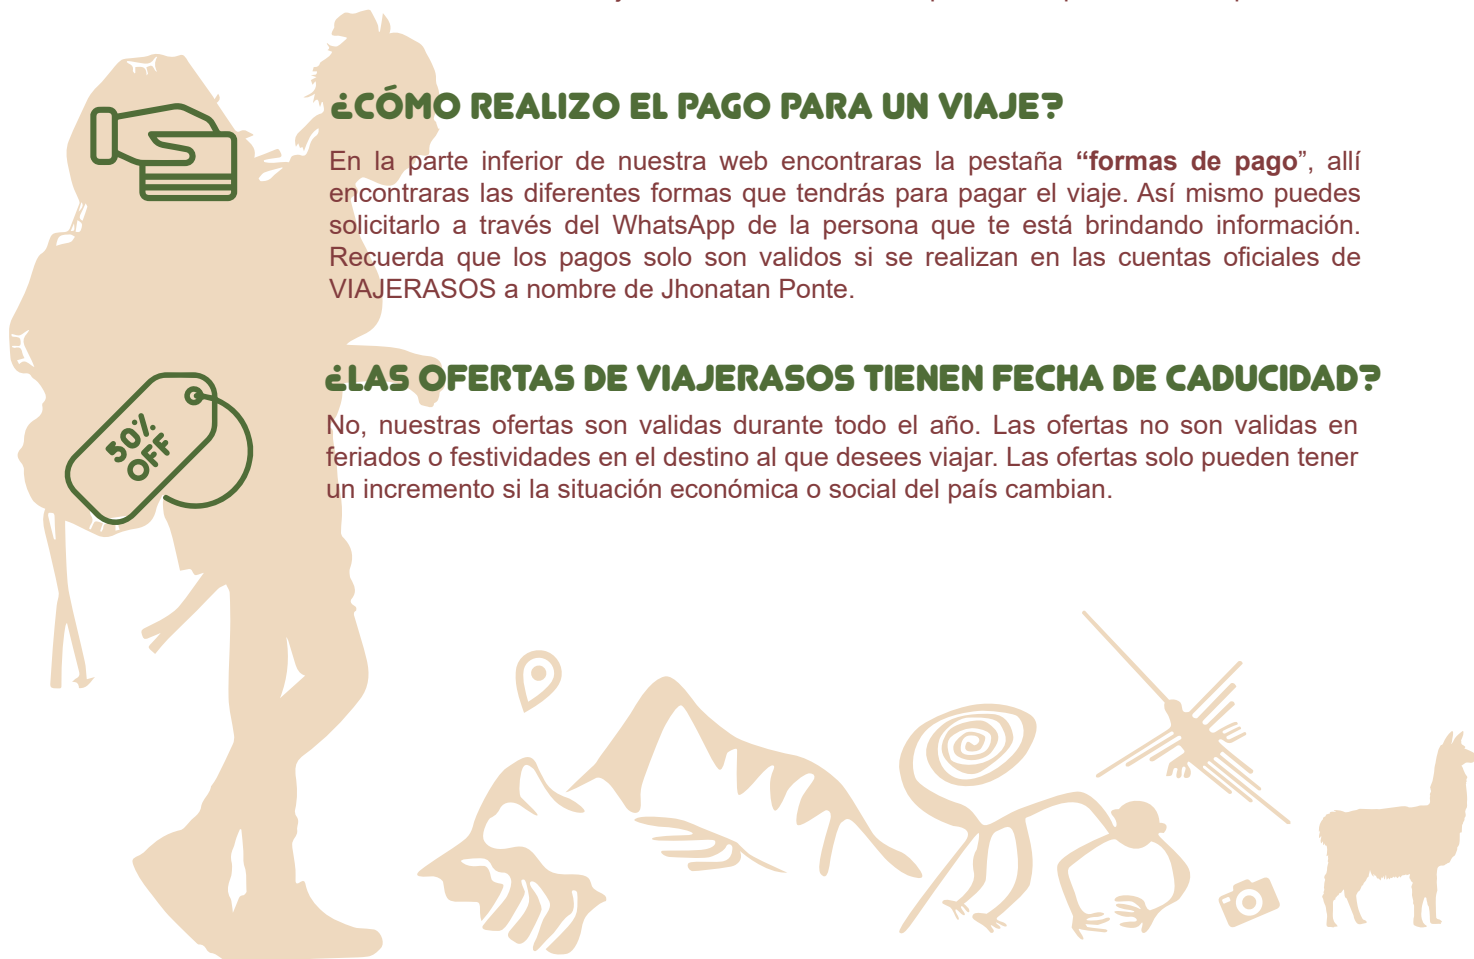 ¿CÓMO REALIZO EL PAGO PARA UN VIAJE?
En la parte inferior de nuestra web encontraras la pestaña “formas de pago”, allí
encontraras las diferentes formas que tendrás para pagar el viaje. Así mismo puedes
solicitarlo a través del WhatsApp de la persona que te está brindando información.
Recuerda que los pagos solo son validos si se realizan en las cuentas oficiales de
VIAJERASOS a nombre de Jhonatan Ponte.
¿LAS OFERTAS DE VIAJERASOS TIENEN FECHA DE CADUCIDAD?
50%
OFF
No, nuestras ofertas son validas durante todo el año. Las ofertas no son validas en
feriados o festividades en el destino al que desees viajar. Las ofertas solo pueden tener
un incremento si la situación económica o social del país cambian.